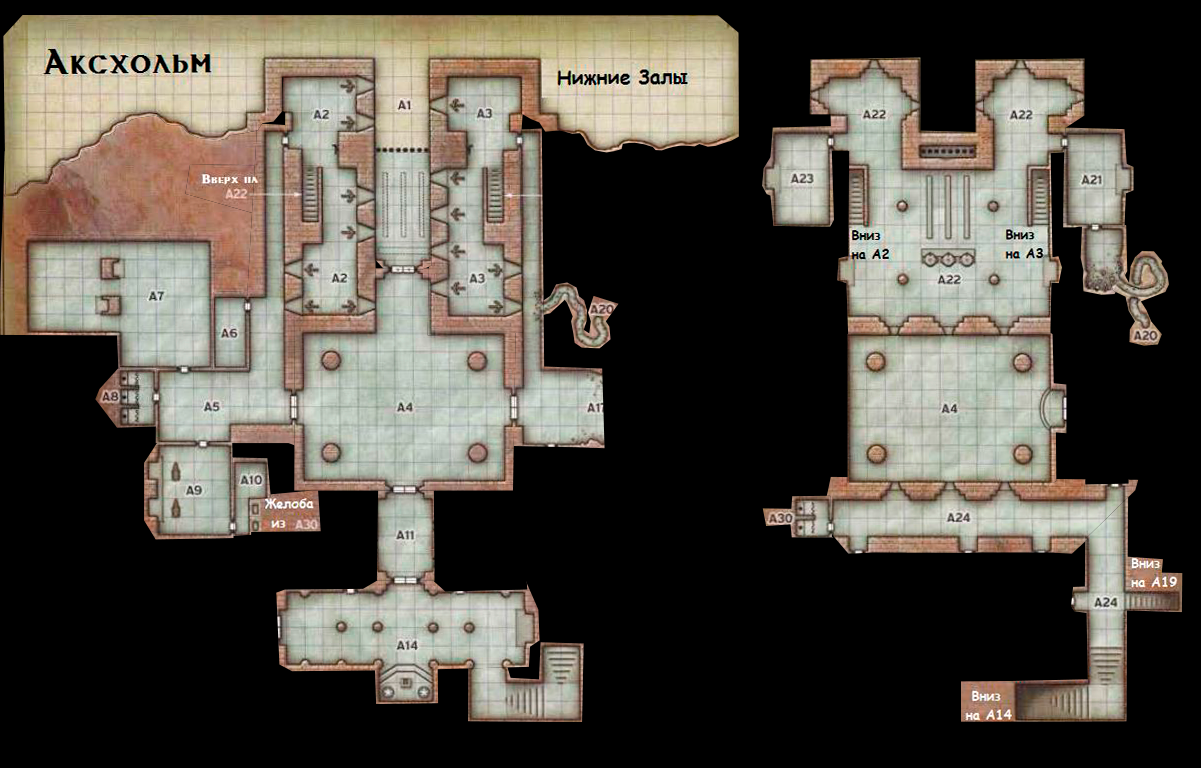 Аксхольм
Нижние Залы
A1
A2
A3
Вверх на
A22
A2
A3
A7
A6
A20
A8
A5
A4
A17
A9
A10
Желоба
из A30
A11
A14
A22
A22
A23
A21
Вниз
на A2
Вниз
на A3
A22
A20
A4
A30
A24
Вниз
на A19
A24
Вниз
на A14